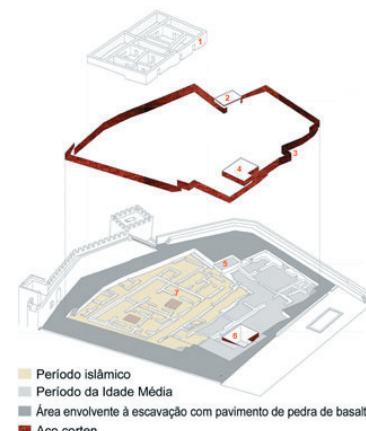 1
2
3
4
5
7
6
Período islâmico
Período da Idade Média
Área envolvente à escavação com pavimento de pedra de basalt
Aço corten